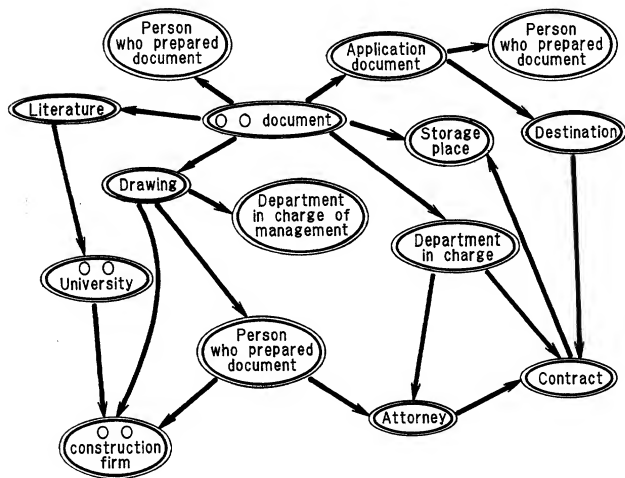 Person
who prepared
document
Application
document
Person
who prepared
document
Literature
○ ○ document
Storage
place
Destination
Drawing
Department
in charge of
management
Department
in charge
○ ○
University
Person
who prepared
document
Contract
Attorney
○ ○
construction
firm